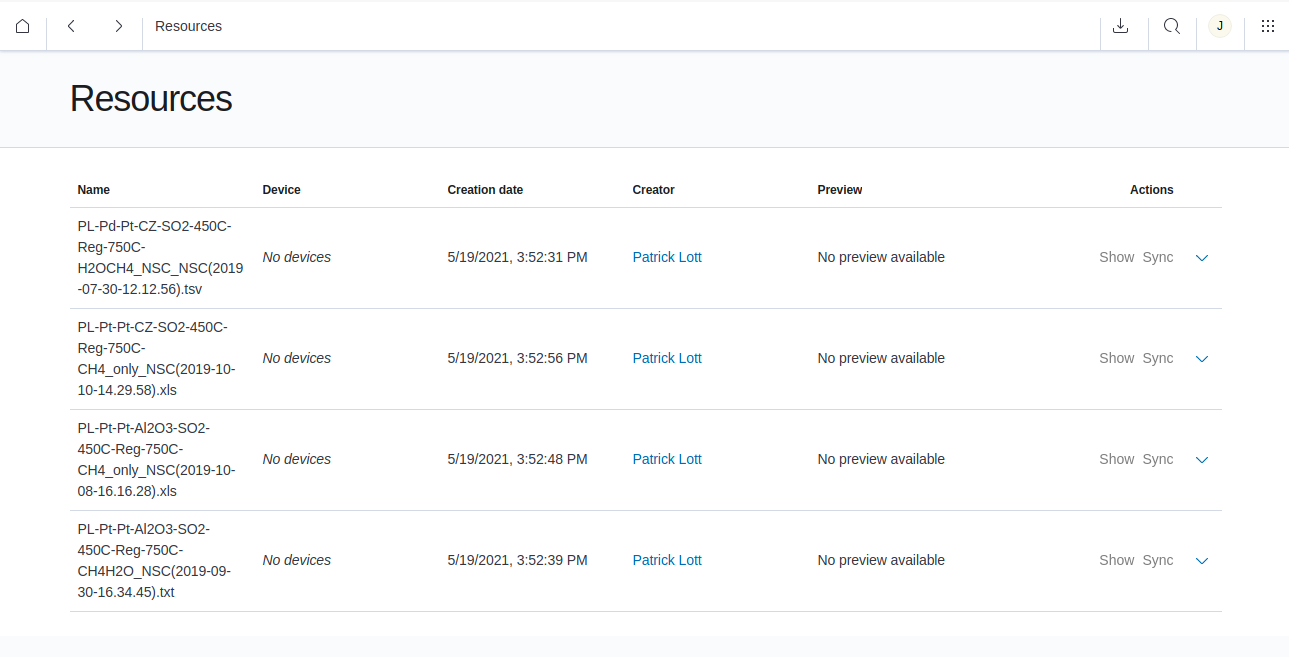 Resources
J
Resources
Name Device Creation date Creator Preview Actions
PL-Pd-Pt-CZ-SO2-450C-
Reg-750C-
H2OCH4_NSC_NSC(2019
-07-30-12.12.56).tsv
No devices 5/19/2021, 3:52:31 PM Patrick Lott No preview available Show Sync
PL-Pt-Pt-CZ-SO2-450C-
Reg-750C-
CH4_only_NSC(2019-10-
10-14.29.58).xls
No devices 5/19/2021, 3:52:56 PM Patrick Lott No preview available Show Sync
PL-Pt-Pt-Al2O3-SO2-
450C-Reg-750C-
CH4_only_NSC(2019-10-
08-16.16.28).xls
No devices 5/19/2021, 3:52:48 PM Patrick Lott No preview available Show Sync
PL-Pt-Pt-Al2O3-SO2-
450C-Reg-750C-
CH4H2O_NSC(2019-09-
30-16.34.45).txt
No devices 5/19/2021, 3:52:39 PM Patrick Lott No preview available Show Sync